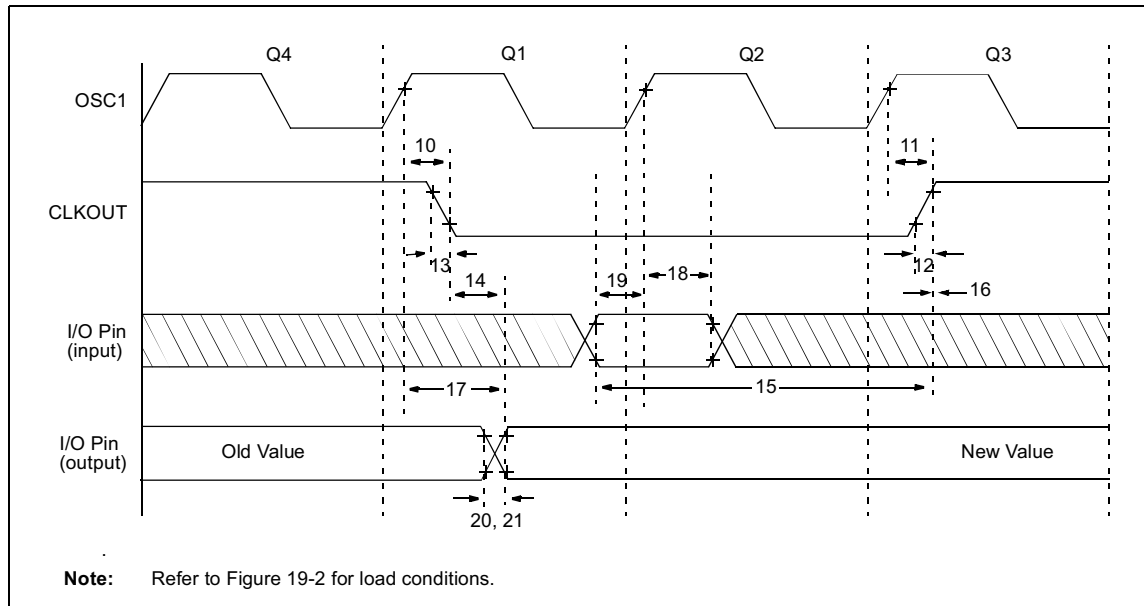 Q4 Q1 Q2 Q3
OSC1
10 11
CLKOUT
13 12
14 19 18 16
I/O Pin
(input)
17 15
I/O Pin
(output)
Old Value New Value
20, 21
Note: Refer to Figure 19-2 for load conditions.